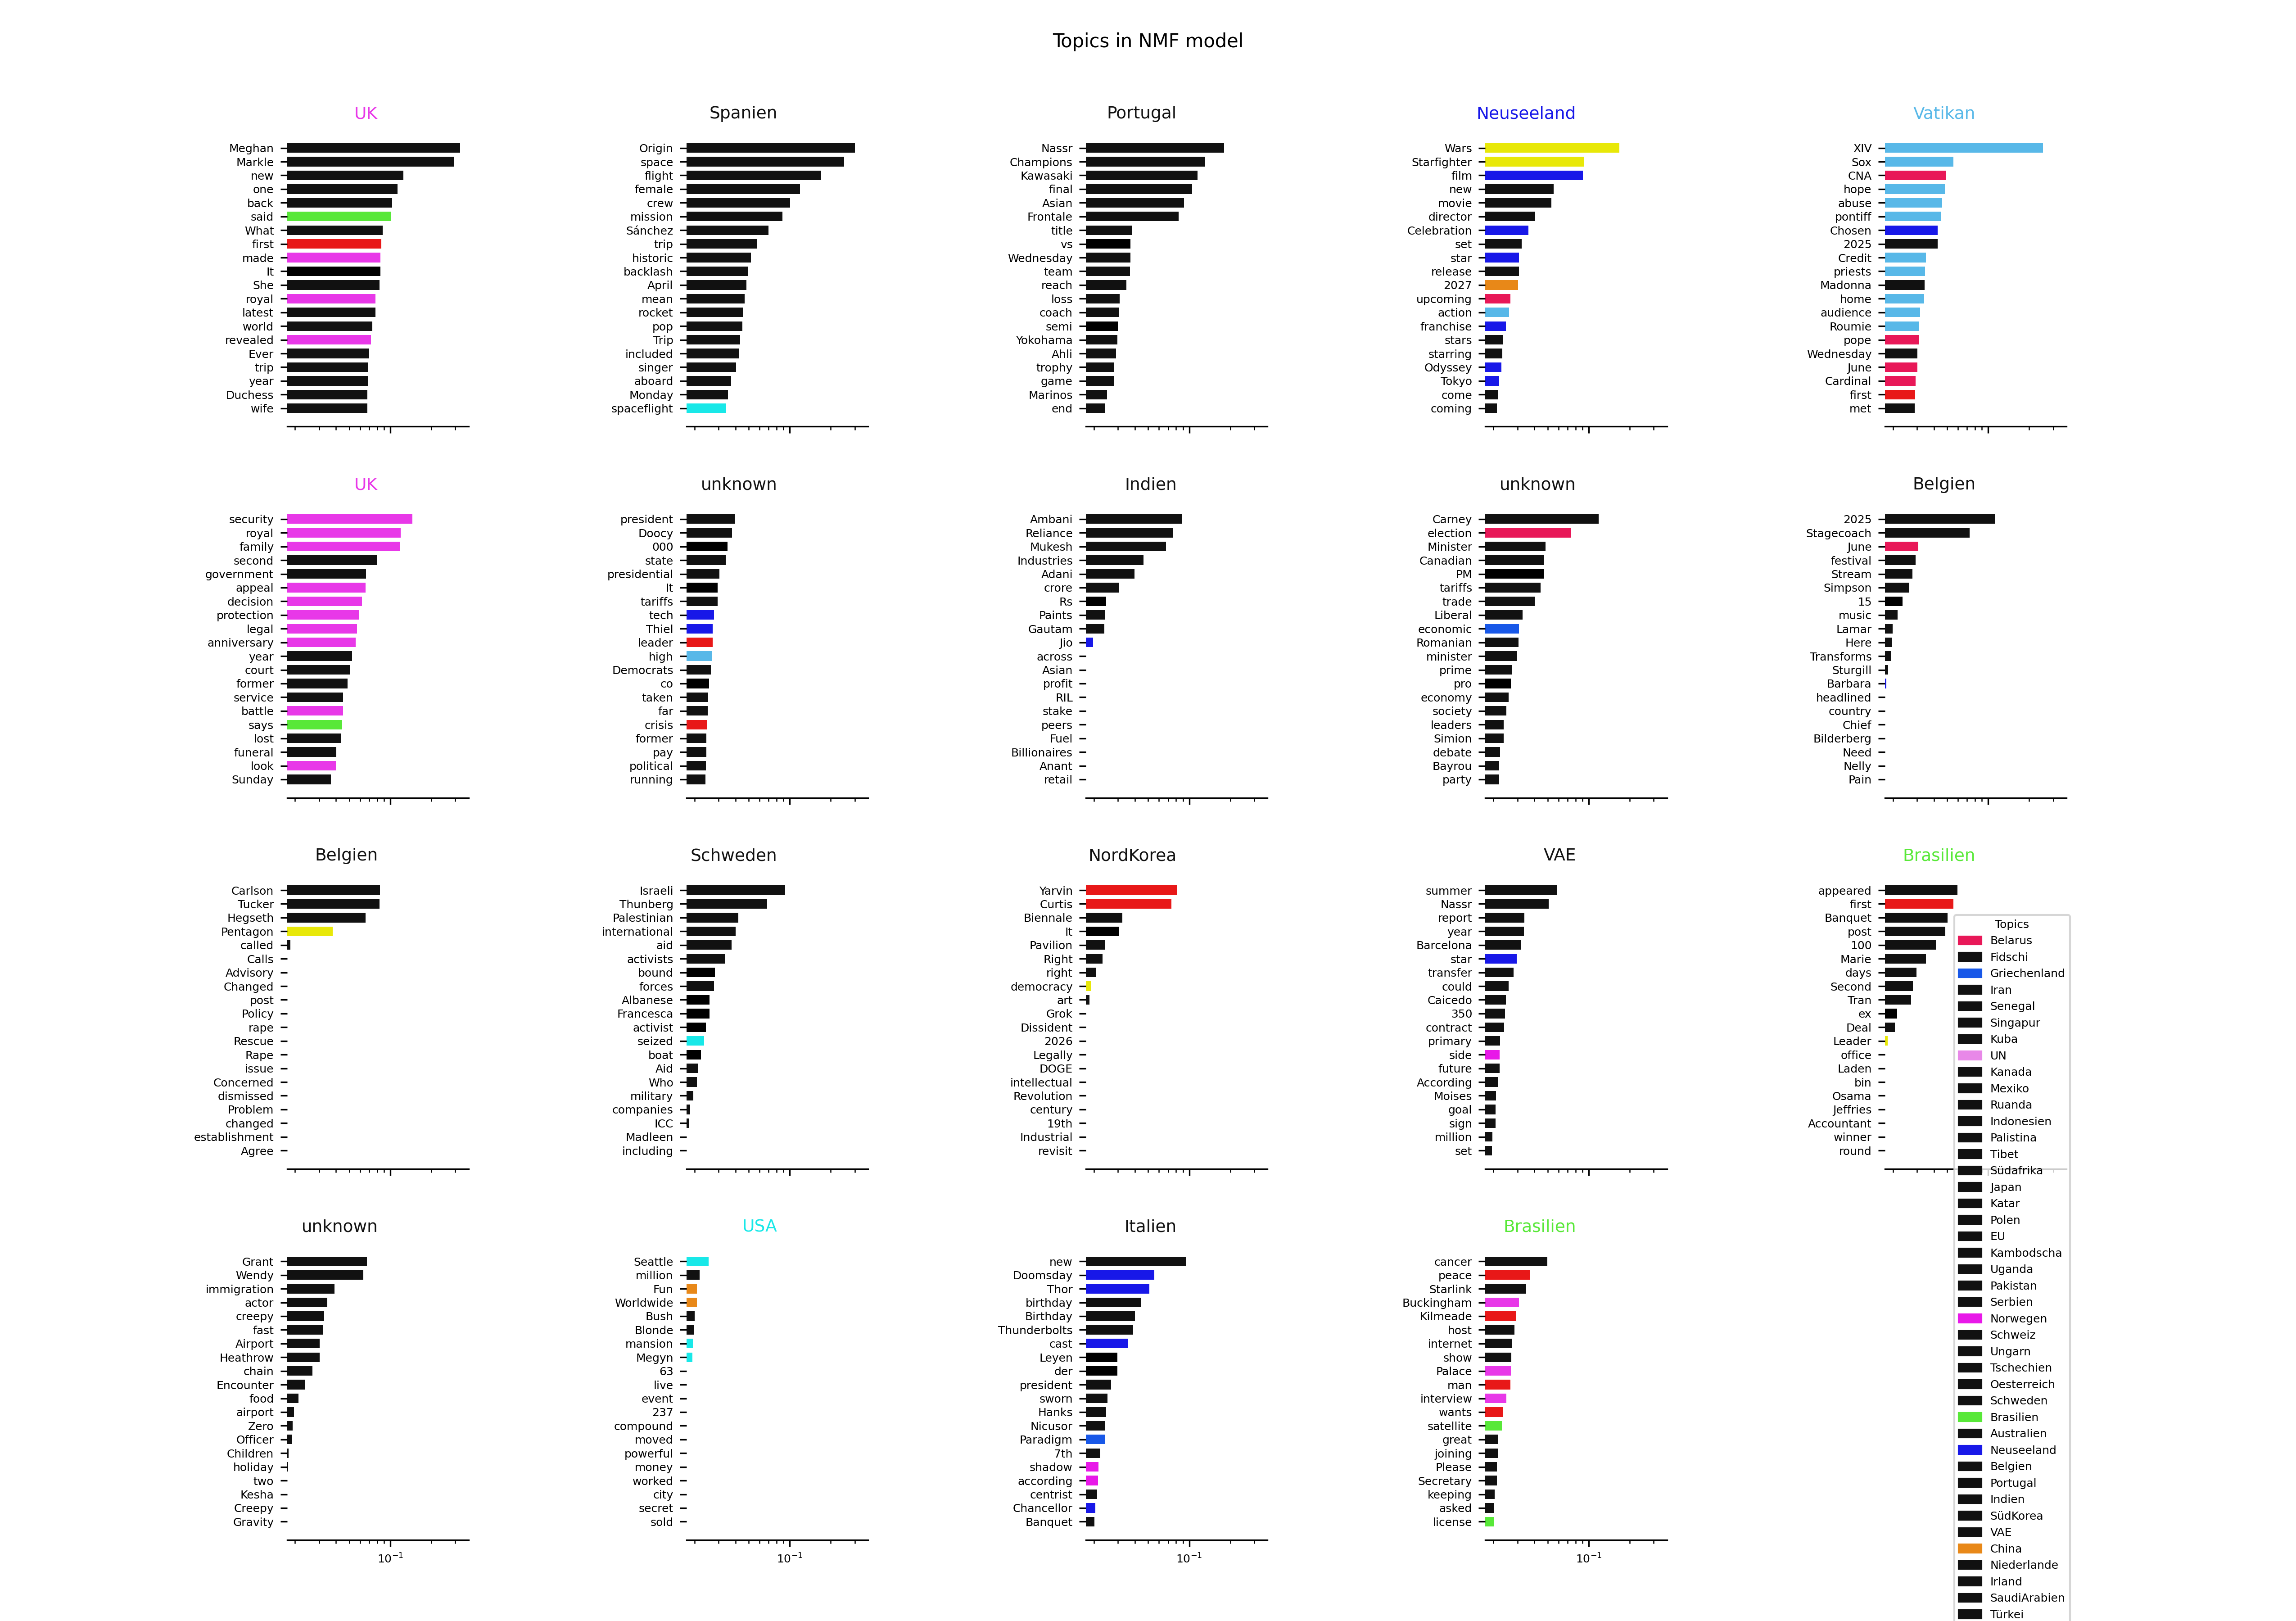 Topics in NMF model
UK
Meghan
Markle
new
one
back
said
What
first
made
It
She
royal
latest
world
revealed
Ever
trip
year
Duchess
wife
Spanien
Origin
space
flight
female
crew
mission
Sánchez
trip
historic
backlash
April
mean
rocket
pop
Trip
included
singer
aboard
Monday
spaceflight
Portugal
Nassr
Champions
Kawasaki
final
Asian
Frontale
title
vs
Wednesday
team
reach
loss
coach
semi
Yokohama
Ahli
trophy
game
Marinos
end
Neuseeland
Wars
Starfighter
film
new
movie
director
Celebration
set
star
release
2027
upcoming
action
franchise
stars
starring
Odyssey
Tokyo
come
coming
Vatikan
XIV
Sox
CNA
hope
abuse
pontiff
Chosen
2025
Credit
priests
Madonna
home
audience
Roumie
pope
Wednesday
June
Cardinal
first
met
UK
security
royal
family
second
government
appeal
decision
protection
legal
anniversary
year
court
former
service
battle
says
lost
funeral
look
Sunday
unknown
president
Doocy
000
state
presidential
It
tariffs
tech
Thiel
leader
high
Democrats
co
taken
far
crisis
former
pay
political
running
Indien
Ambani
Reliance
Mukesh
Industries
Adani
crore
Rs
Paints
Gautam
Jio
across
Asian
profit
RIL
stake
peers
Fuel
Billionaires
Anant
retail
unknown
Carney
election
Minister
Canadian
PM
tariffs
trade
Liberal
economic
Romanian
minister
prime
pro
economy
society
leaders
Simion
debate
Bayrou
party
Belgien
2025
Stagecoach
June
festival
Stream
Simpson
15
music
Lamar
Here
Transforms
Sturgill
Barbara
headlined
country
Chief
Bilderberg
Need
Nelly
Pain
Belgien
Carlson
Tucker
Hegseth
Pentagon
called
Calls
Advisory
Changed
post
Policy
rape
Rescue
Rape
issue
Concerned
dismissed
Problem
changed
establishment
Agree
Schweden
Israeli
Thunberg
Palestinian
international
aid
activists
bound
forces
Albanese
Francesca
activist
seized
boat
Aid
Who
military
companies
ICC
Madleen
including
NordKorea
Yarvin
Curtis
Biennale
It
Pavilion
Right
right
democracy
art
Grok
Dissident
2026
Legally
DOGE
intellectual
Revolution
century
19th
Industrial
revisit
VAE
summer
Nassr
report
year
Barcelona
star
transfer
could
Caicedo
350
contract
primary
side
future
According
Moises
goal
sign
million
set
Brasilien
appeared
first
Banquet
post
100
Marie
days
Second
Tran
ex
Deal
Leader
office
Laden
bin
Osama
Jeffries
Accountant
winner
round
unknown
Grant
Wendy
immigration
actor
creepy
fast
Airport
Heathrow
chain
Encounter
food
airport
Zero
Officer
Children
holiday
two
Kesha
Creepy
Gravity
10⁻¹
USA
Seattle
million
Fun
Worldwide
Bush
Blonde
mansion
Megyn
63
live
event
237
compound
moved
powerful
money
worked
city
secret
sold
10⁻¹
Italien
new
Doomsday
Thor
birthday
Birthday
Thunderbolts
cast
Leyen
der
president
sworn
Hanks
Nicusor
Paradigm
7th
shadow
according
centrist
Chancellor
Banquet
10⁻¹
Brasilien
cancer
peace
Starlink
Buckingham
Kilmeade
host
internet
show
Palace
man
interview
wants
satellite
great
joining
Please
Secretary
keeping
asked
license
10⁻¹
Topics
Belarus
Fidschi
Griechenland
Iran
Senegal
Singapur
Kuba
UN
Kanada
Mexiko
Ruanda
Indonesien
Palistina
Tibet
Südafrika
Japan
Katar
Polen
EU
Kambodscha
Uganda
Pakistan
Serbien
Norwegen
Schweiz
Ungarn
Tschechien
Oesterreich
Schweden
Brasilien
Australien
Neuseeland
Belgien
Portugal
Indien
SüdKorea
VAE
China
Niederlande
Irland
SaudiArabien
Türkei